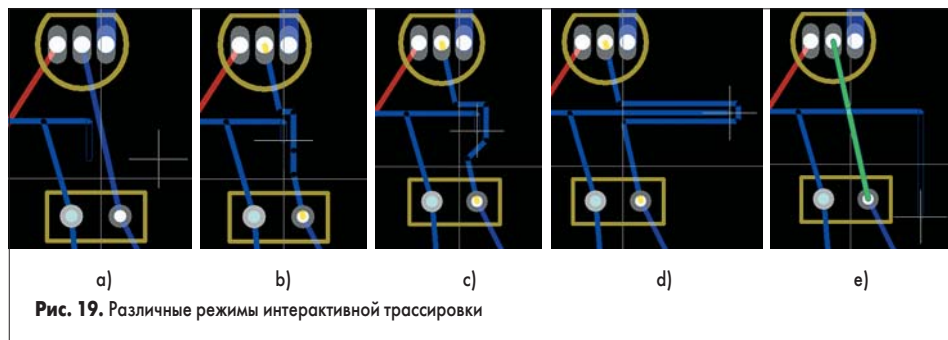 a) b) c) d) e)
Рис. 19. Различные режимы интерактивной трассировки